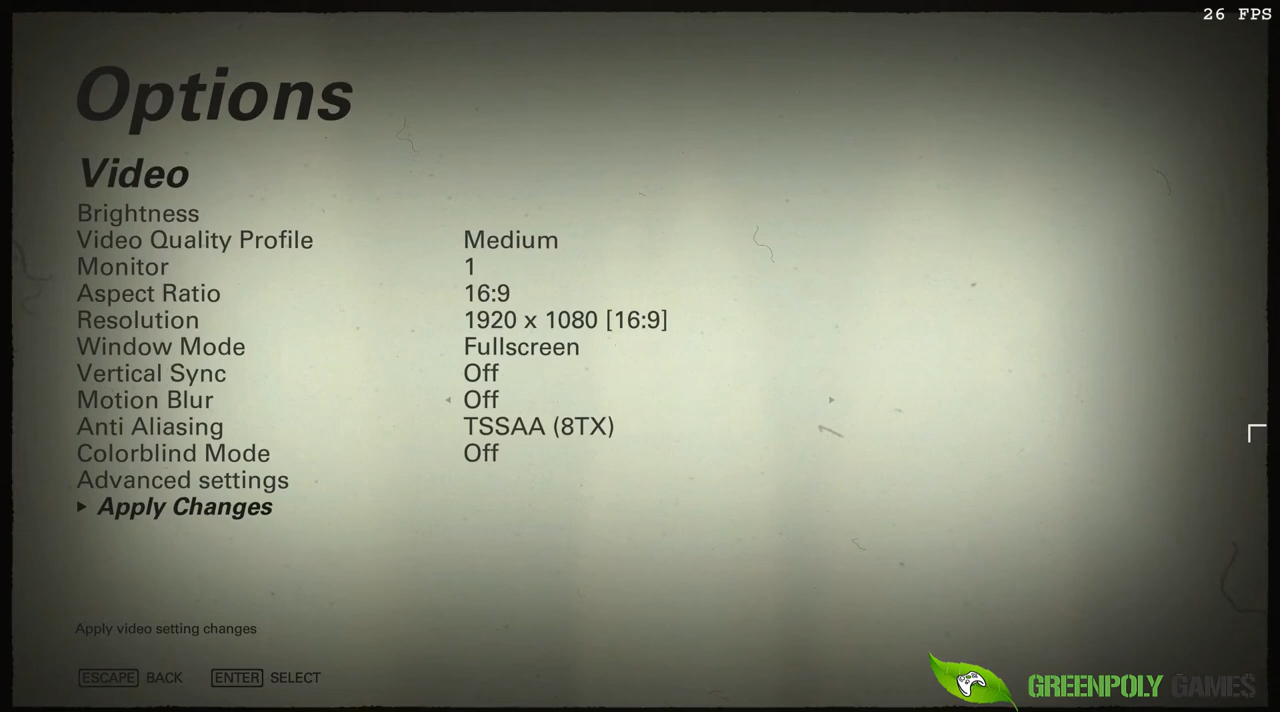 26 FPS
Options
Video
Brightness
Video Quality Profile Medium
Monitor 1
Aspect Ratio 16:9
Resolution 1920 x 1080 [16:9]
Window Mode Fullscreen
Vertical Sync Off
Motion Blur Off
Anti Aliasing TSSAA (8TX)
Colorblind Mode Off
Advanced settings
Apply Changes
Apply video setting changes
ESCAPE BACK ENTER SELECT
GREENPOLY GAMES